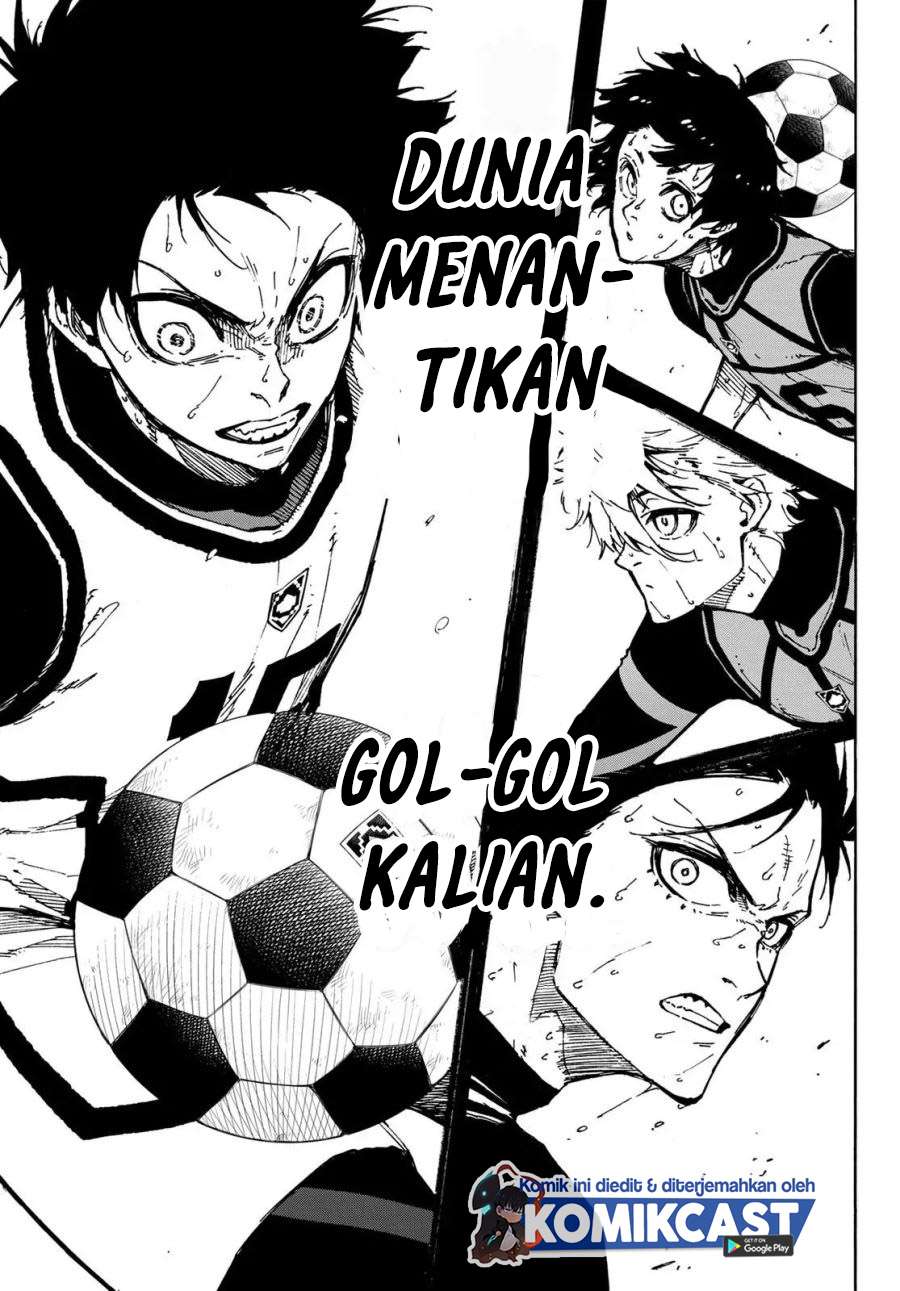 DUNIA
MENAN-
TIKAN
GOL-GOL
KALIAN.
Komik ini diedit & diterjemahkan oleh
KOMIKCAST
GET IT ON
Google Play